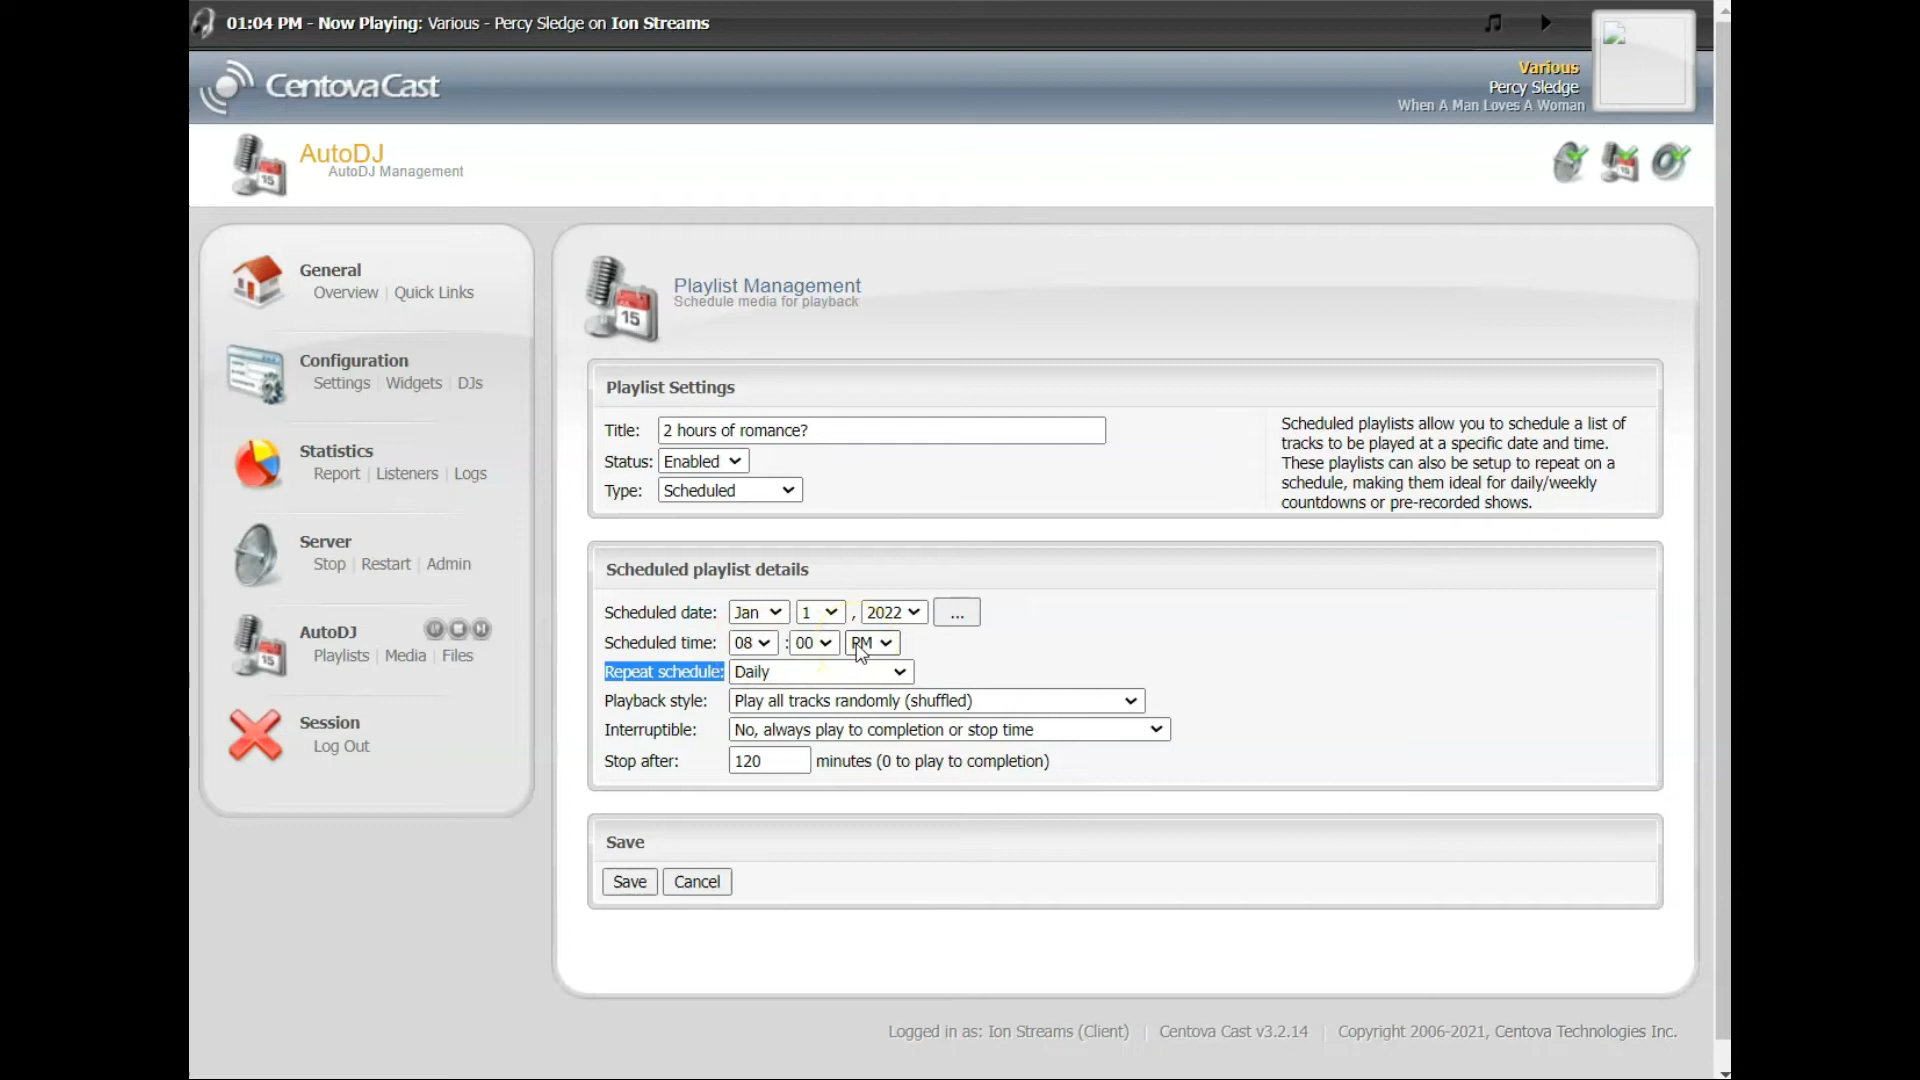 01:04 PM - Now Playing: Various - Percy Sledge on Ion Streams
CentovaCast
Various
Percy Sledge
When A Man Loves A Woman
AutoDJ
AutoDJ Management
15
General
Overview | Quick Links
Configuration
Settings | Widgets | DJs
Statistics
Report | Listeners | Logs
Server
Stop | Restart | Admin
AutoDJ
Playlists | Media | Files
15
Session
Log Out
Playlist Management
Schedule media for playback
15
Playlist Settings
Title: 2 hours of romance?
Status: Enabled
Type: Scheduled
Scheduled playlists allow you to schedule a list of
tracks to be played at a specific date and time.
These playlists can also be setup to repeat on a
schedule, making them ideal for daily/weekly
countdowns or pre-recorded shows.
Scheduled playlist details
Scheduled date: Jan 1 , 2022 ...
Scheduled time: 08 : 00 PM
Repeat schedule: Daily
Playback style: Play all tracks randomly (shuffled)
Interruptible: No, always play to completion or stop time
Stop after: 120 minutes (0 to play to completion)
Save
Save Cancel
Logged in as: Ion Streams (Client) | Centova Cast v3.2.14 | Copyright 2006-2021, Centova Technologies Inc.